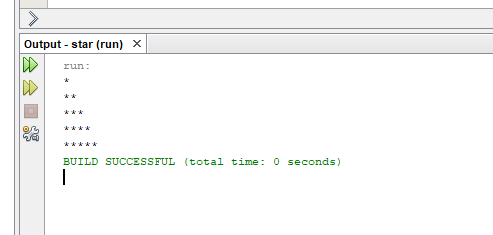 Output - star (run) ×
run:
*
**
***
****
*****
BUILD SUCCESSFUL (total time: 0 seconds)